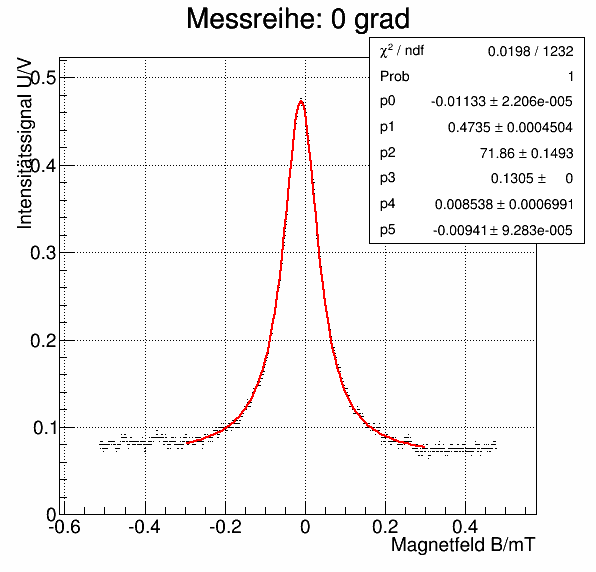 Messreihe: 0 grad
χ² / ndf 0.0198 / 1232
Prob 1
p0 -0.01133 ± 2.206e-005
p1 0.4735 ± 0.0004504
p2 71.86 ± 0.1493
p3 0.1305 ± 0
p4 0.008538 ± 0.0006991
p5 -0.00941 ± 9.283e-005
Intensitätssignal U/V
0.5
0.4
0.3
0.2
0.1
0
-0.6 -0.4 -0.2 0 0.2 0.4
Magnetfeld B/mT